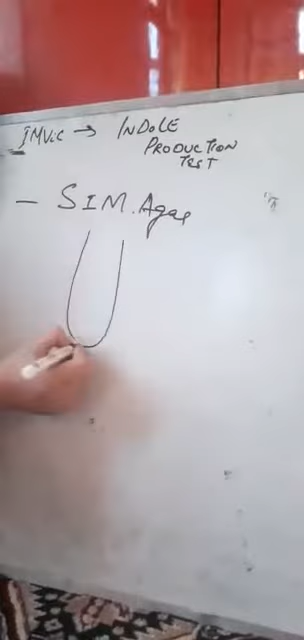 IMViC → INDOLE
PRODUCTION
TEST
– SIM. Agar